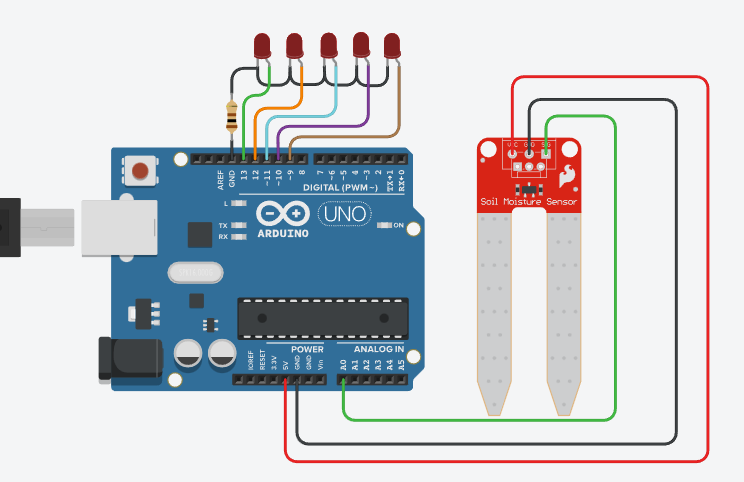 AREF
GND
13
12
~11
~10
~9
8
7
~6
~5
4
~3
2
TX→1
RX←0
DIGITAL (PWM~)
L
TX
RX
ARDUINO
UNO
ON
POWER
ANALOG IN
IOREF
RESET
3.3V
5V
GND
GND
Vin
A0
A1
A2
A3
A4
A5
SIG
Soil Moisture Sensor